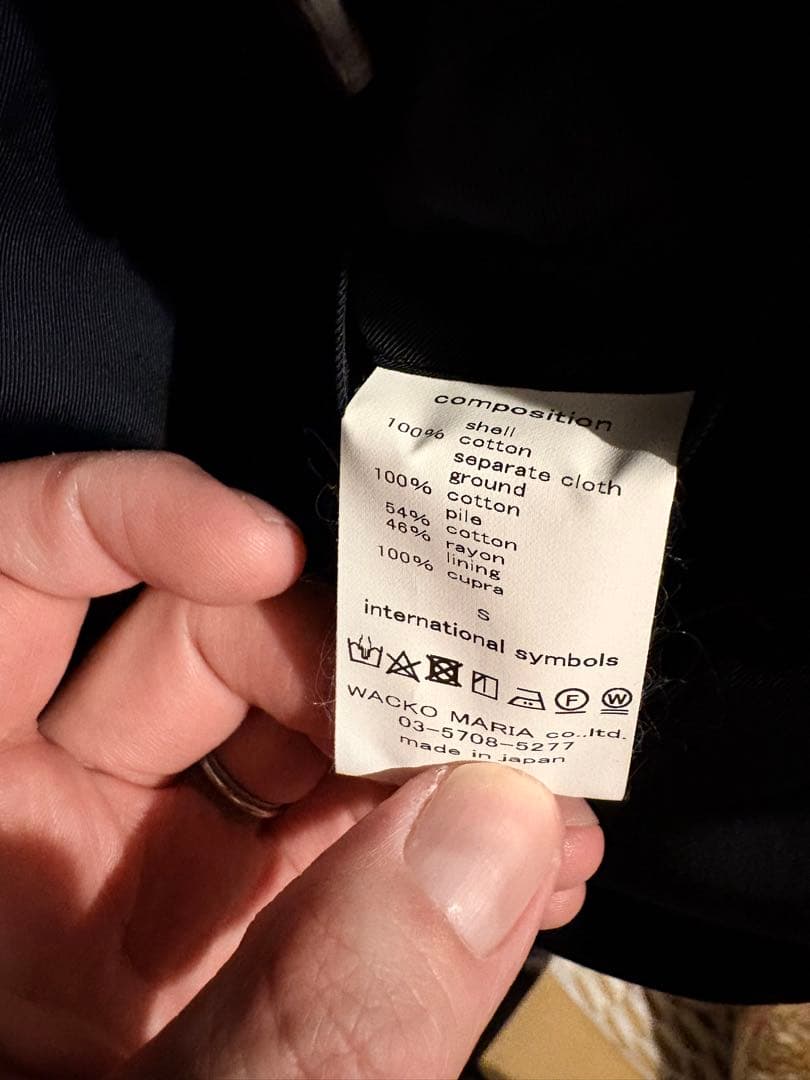 composition
shell
100% cotton
separate cloth
ground
100% cotton
pile
54% cotton
46% rayon
lining
100% cupra
S
international symbols
F W
WACKO MARIA co.,ltd.
03-5708-5277
made in japan